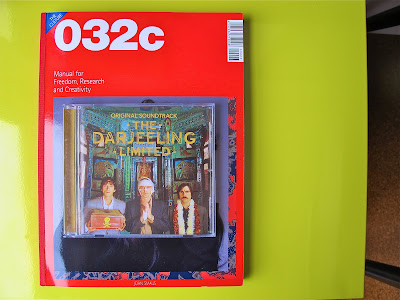 032c
Manual for
Freedom, Research
and Creativity
ORIGINAL SOUNDTRACK
THE
DARJEELING
LIMITED